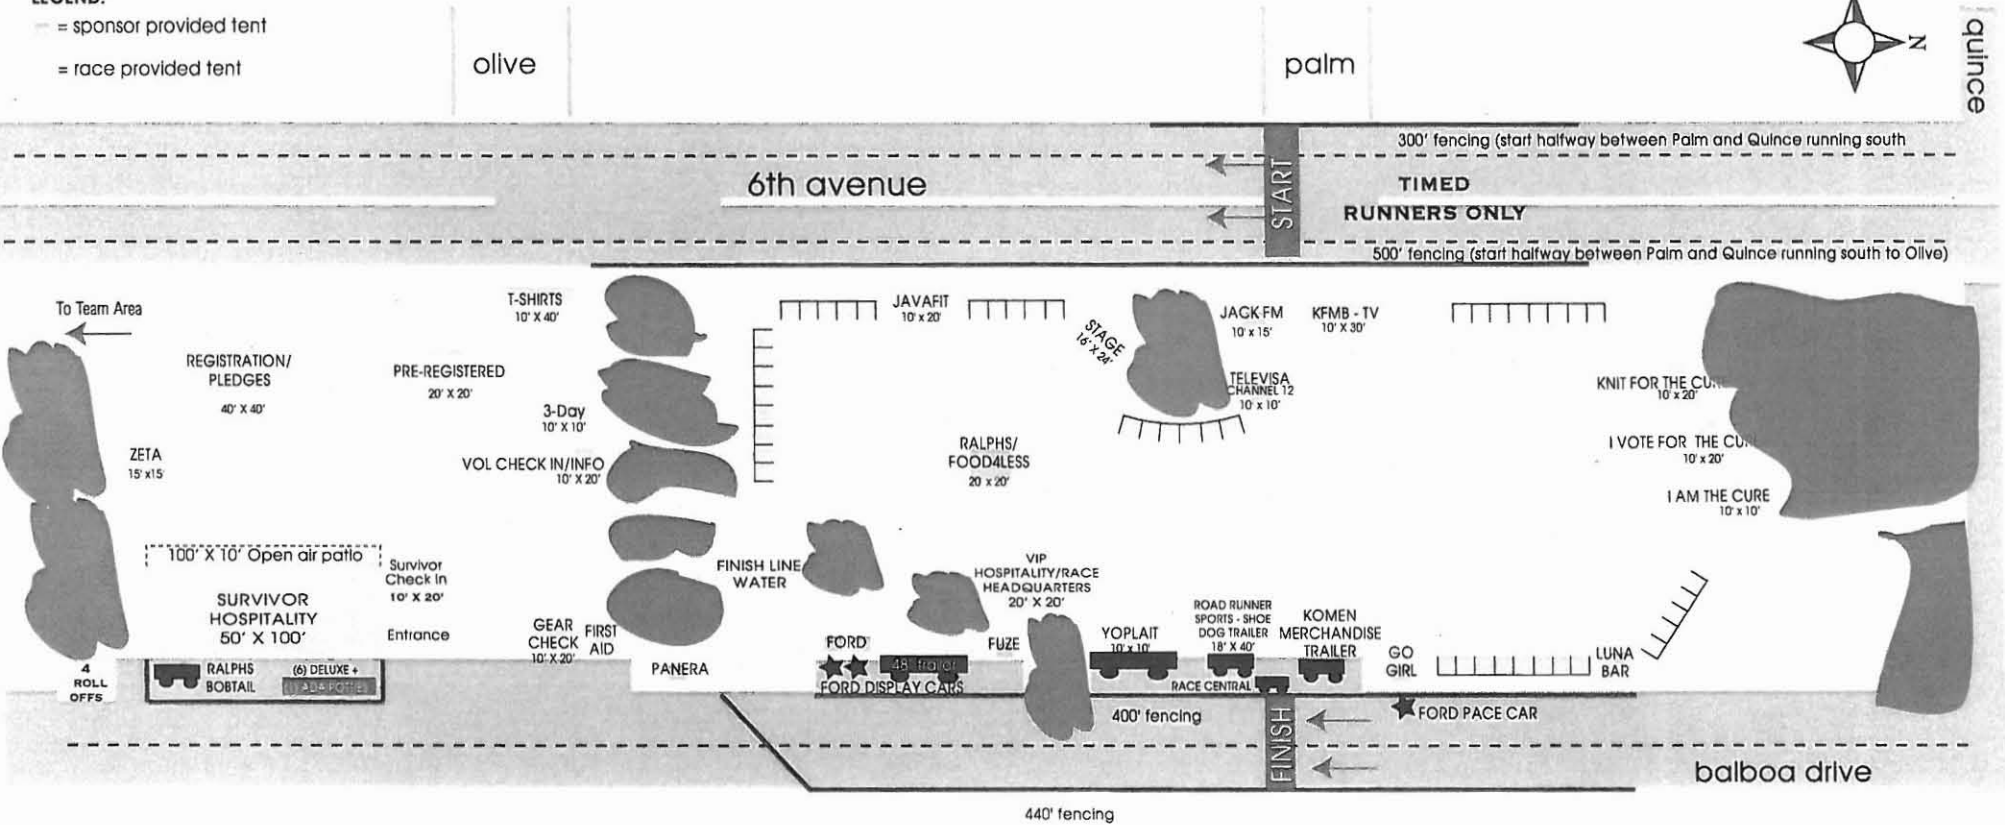 LEGEND:
= sponsor provided tent
= race provided tent
olive
palm
N
quince
300' fencing (start halfway between Palm and Quince running south
6th avenue
START
TIMED
RUNNERS ONLY
500' fencing (start halfway between Palm and Quince running south to Olive)
To Team Area
T-SHIRTS
10' X 40'
JAVAFIT
10' x 20'
STAGE
16' X 24'
JACK FM
10' x 15'
KFMB - TV
10' X 30'
REGISTRATION/
PLEDGES
40' X 40'
PRE-REGISTERED
20' X 20'
3-Day
10' X 10'
TELEVISA
CHANNEL 12
10' x 10'
KNIT FOR THE CU
10' x 20'
ZETA
15' x15'
VOL CHECK IN/INFO
10' X 20'
RALPHS/
FOOD4LESS
20' x 20'
I VOTE FOR THE CU
10' x 20'
I AM THE CURE
10' x 10'
100' X 10' Open air patio
Survivor
Check In
10' X 20'
SURVIVOR
HOSPITALITY
50' X 100'
Entrance
GEAR
CHECK
10' X 20'
FIRST
AID
FINISH LINE
WATER
VIP
HOSPITALITY/RACE
HEADQUARTERS
20' X 20'
FORD
FUZE
YOPLAIT
10' x 10'
ROAD RUNNER
SPORTS - SHOE
DOG TRAILER
18' X 40'
KOMEN
MERCHANDISE
TRAILER
GO
GIRL
LUNA
BAR
4
ROLL
OFFS
RALPHS
BOBTAIL
(6) DELUXE +
PANERA
48' Trailer
FORD DISPLAY CARS
RACE CENTRAL
400' fencing
FINISH
FORD PACE CAR
balboa drive
440' fencing